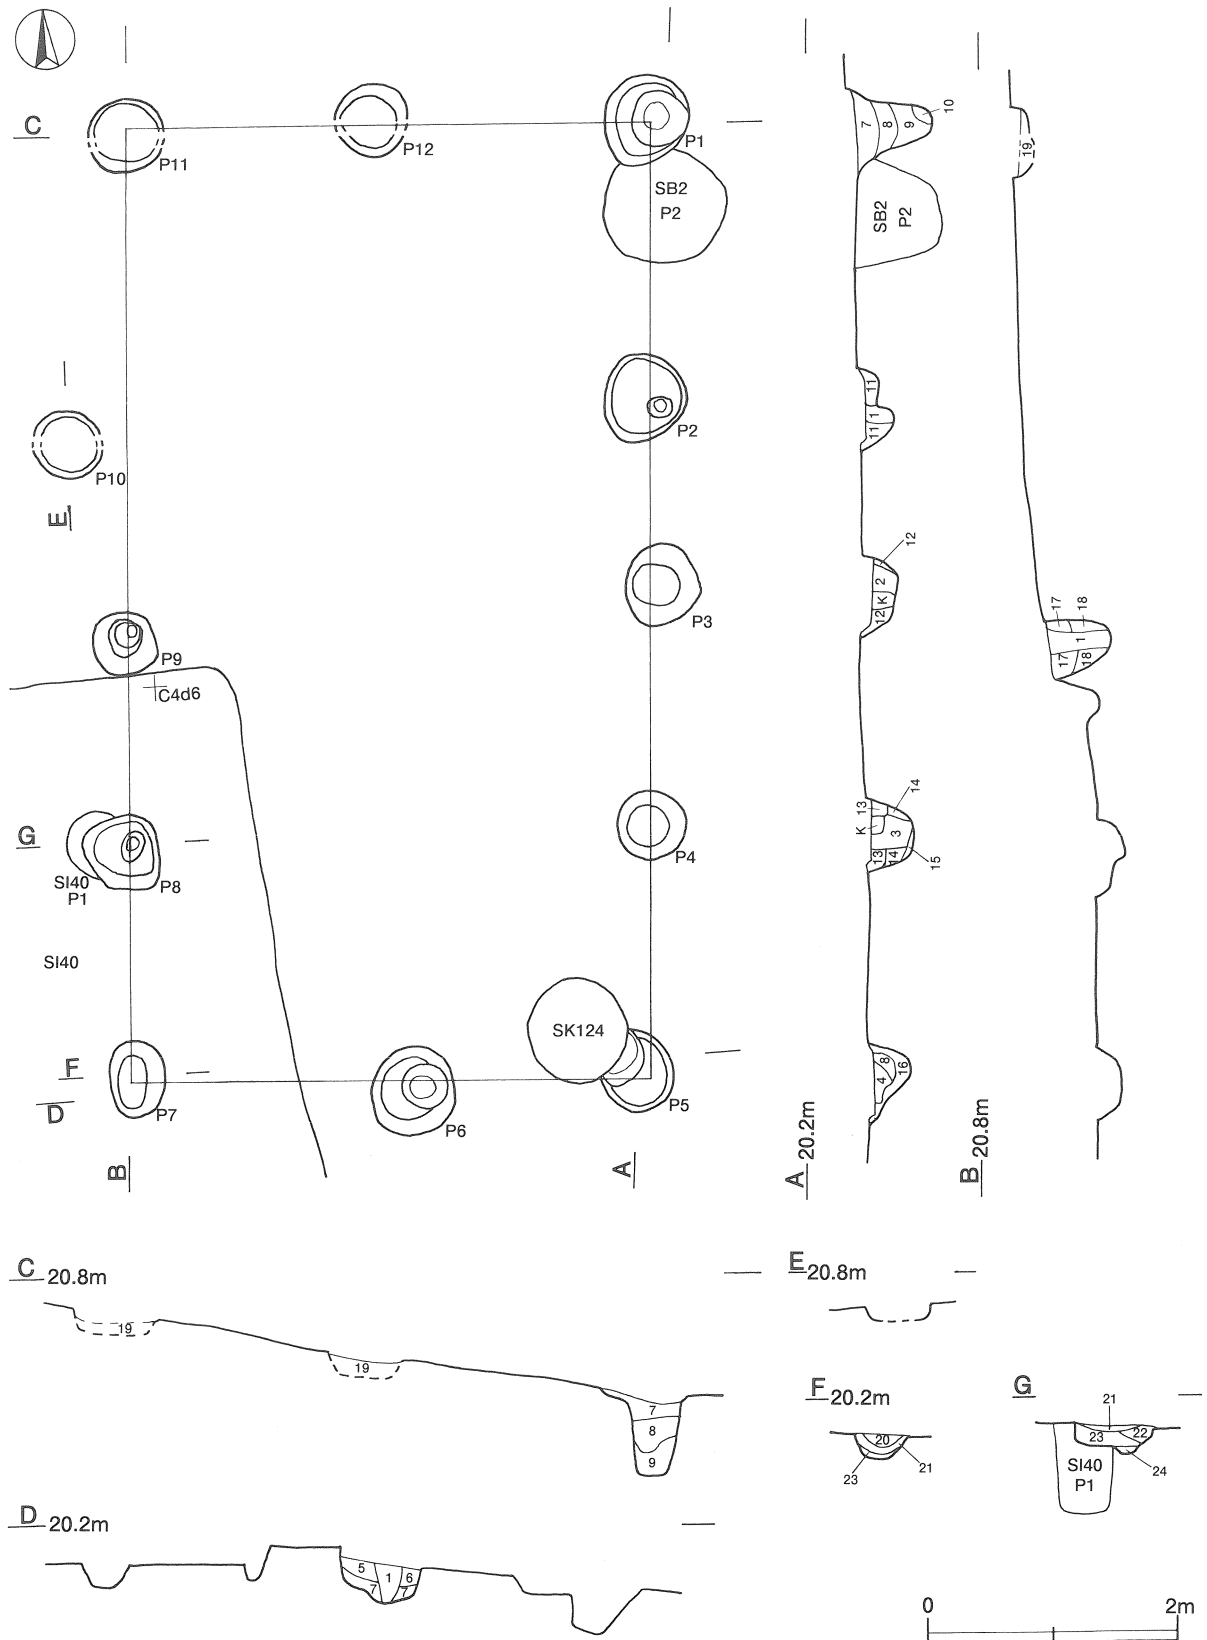 C
P11
P12
P1
SB2
P2
10
7
8
9
19
SB2
P2
P2
11
1
11
E
P10
P3
12
2
K
12
17
18
1
17
18
P9
C4d6
G
SI40
P1
P8
P4
13
14
K
3
13
14
15
SI40
SK124
F
D
P7
P6
P5
8
4
16
B
A
A 20.2m
B 20.8m
C 20.8m
19
19
7
8
9
E 20.8m
F 20.2m
20
23
21
G
21
23
22
24
SI40
P1
D 20.2m
5
1
6
7
7
0
2m